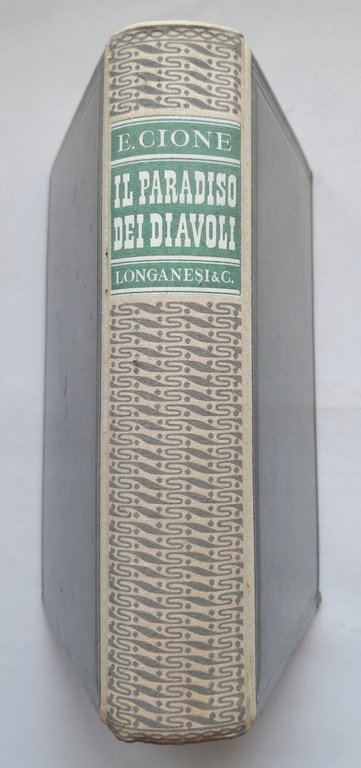 E. CIONE
IL PARADISO
DEI DIAVOLI
LONGANESI & C.